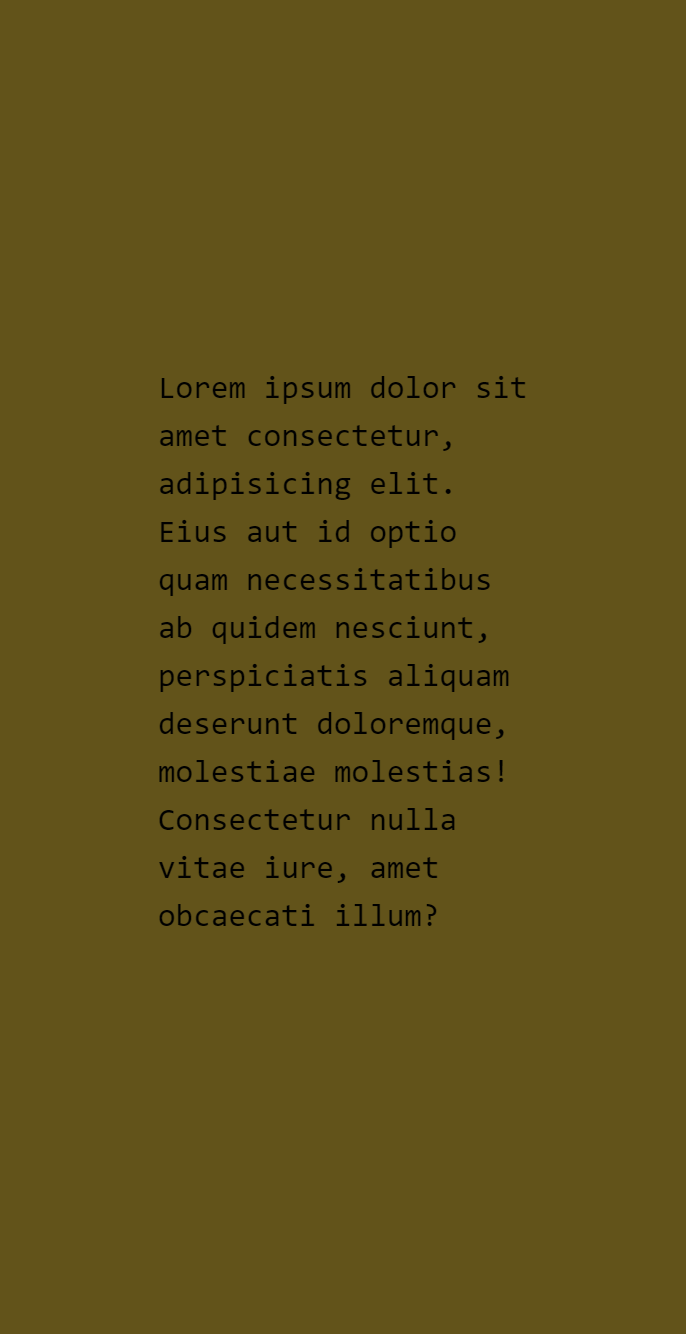 Lorem ipsum dolor sit
amet consectetur,
adipisicing elit.
Eius aut id optio
quam necessitatibus
ab quidem nesciunt,
perspiciatis aliquam
deserunt doloremque,
molestiae molestias!
Consectetur nulla
vitae iure, amet
obcaecati illum?